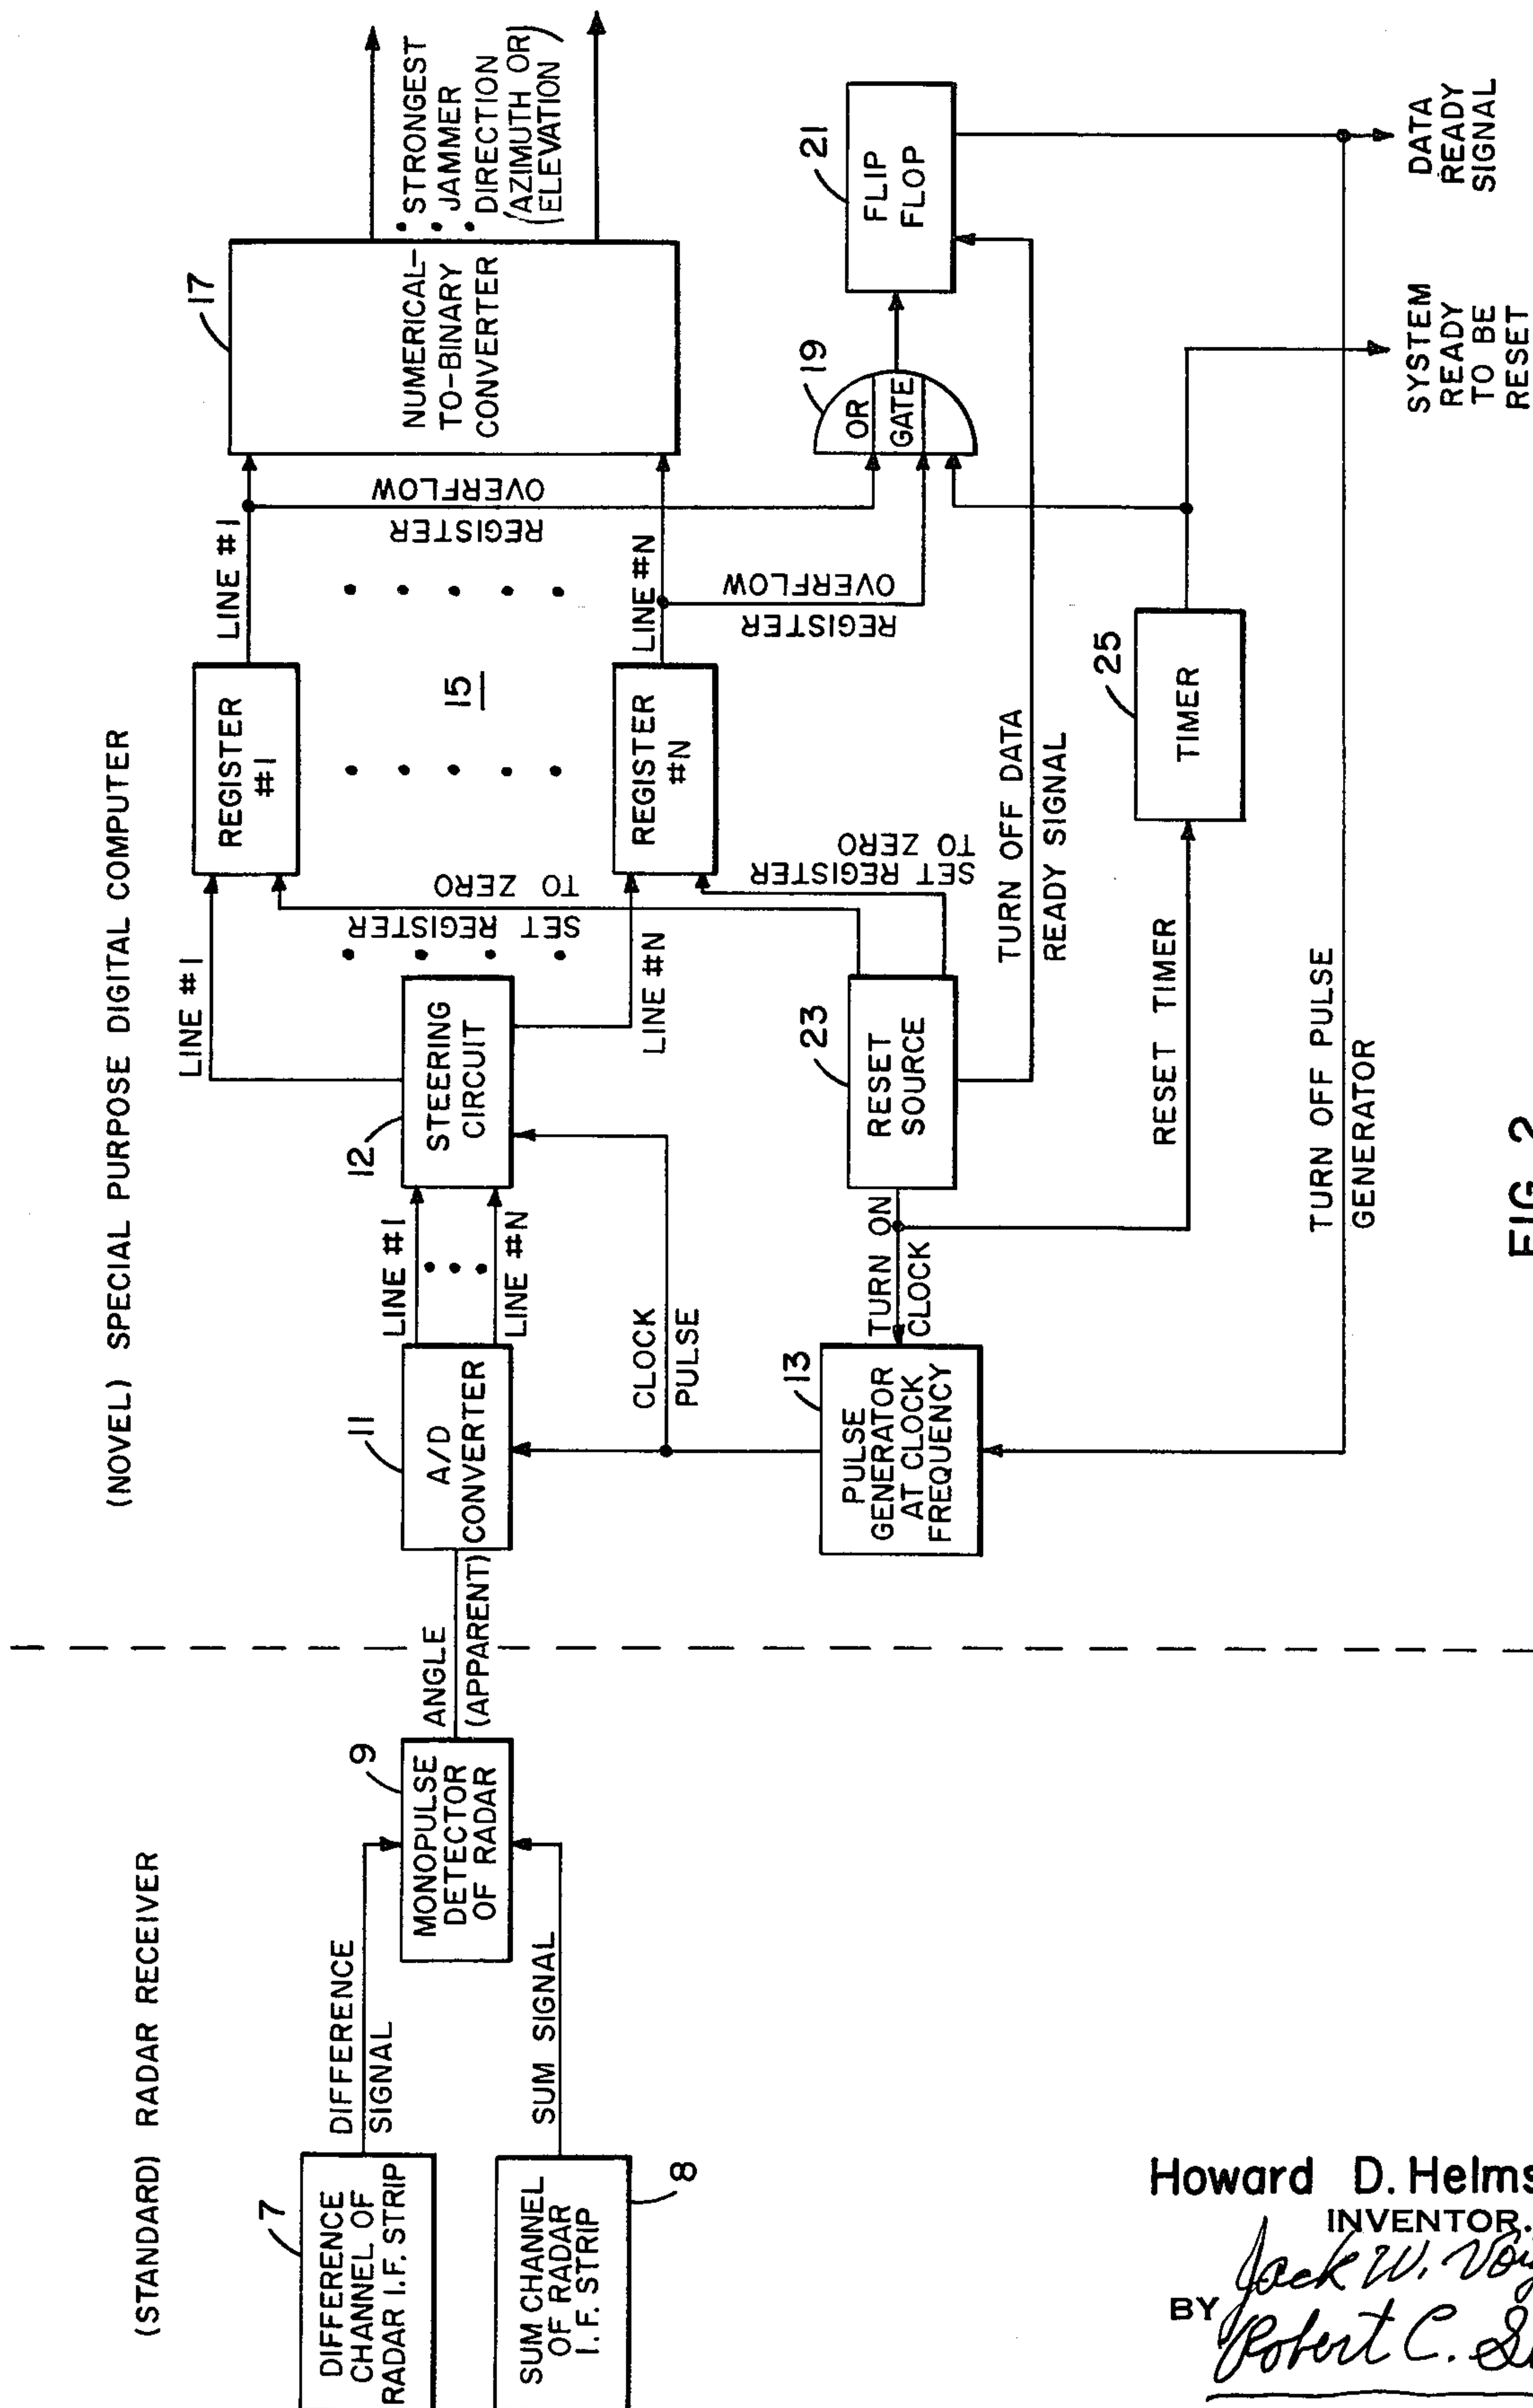 (STANDARD) RADAR RECEIVER
7
DIFFERENCE
CHANNEL OF
RADAR I.F. STRIP
SUM CHANNEL
OF RADAR
I.F. STRIP
8
DIFFERENCE
SIGNAL
SUM SIGNAL
9
MONOPULSE
DETECTOR
OF RADAR
ANGLE
(APPARENT)
(NOVEL) SPECIAL PURPOSE DIGITAL COMPUTER
11
A/D
CONVERTER
LINE #1
LINE #N
CLOCK
PULSE
12
STEERING
CIRCUIT
LINE #1
LINE #N
SET REGISTER
TO ZERO
SET REGISTER
TO ZERO
REGISTER
#1
15
REGISTER
#N
LINE #1
LINE #N
REGISTER
OVERFLOW
REGISTER
OVERFLOW
17
NUMERICAL-
TO-BINARY
CONVERTER
STRONGEST
JAMMER
DIRECTION
(AZIMUTH OR)
(ELEVATION)
13
PULSE
GENERATOR
AT CLOCK
FREQUENCY
TURN ON
CLOCK
23
RESET
SOURCE
TURN OFF DATA
READY SIGNAL
19
OR
GATE
21
FLIP
FLOP
RESET TIMER
25
TIMER
TURN OFF PULSE
GENERATOR
SYSTEM
READY
TO BE
RESET
DATA
READY
SIGNAL
FIG 2
Howard D. Helms
INVENTOR.
BY Jack W.
Robert C.